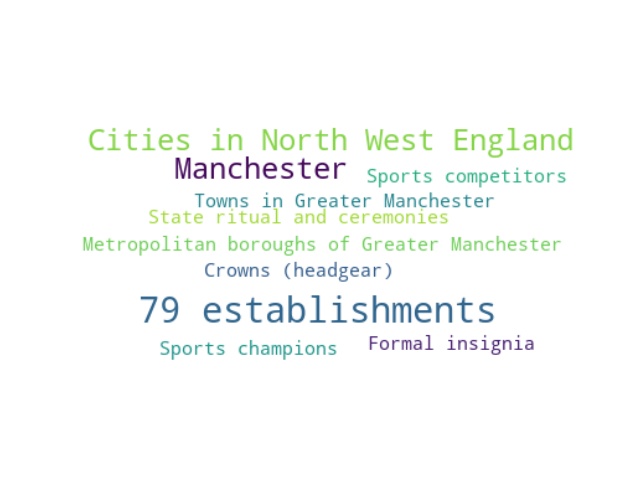 Cities in North West England
Manchester
Sports competitors
Towns in Greater Manchester
State ritual and ceremonies
Metropolitan boroughs of Greater Manchester
Crowns (headgear)
79 establishments
Sports champions
Formal insignia